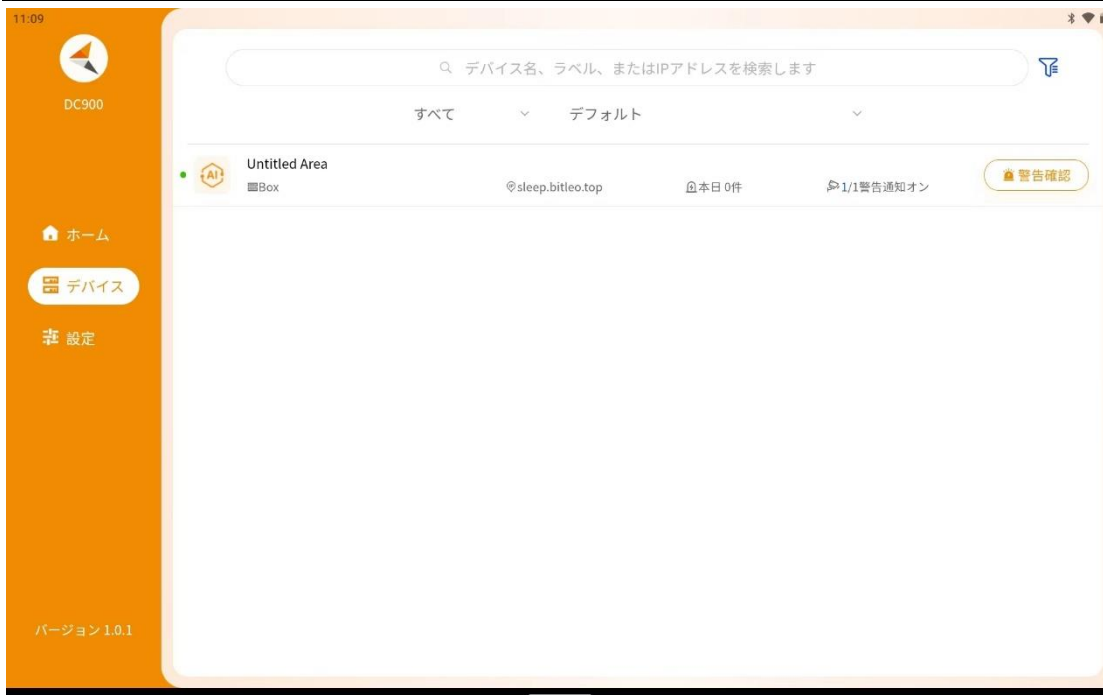 11:09
DC900
デバイス名、ラベル、またはIPアドレスを検索します
すべて
デフォルト
AI
Untitled Area
Box
sleep.bitleo.top
本日 0件
1/1警告通知オン
警告確認
ホーム
デバイス
設定
バージョン 1.0.1